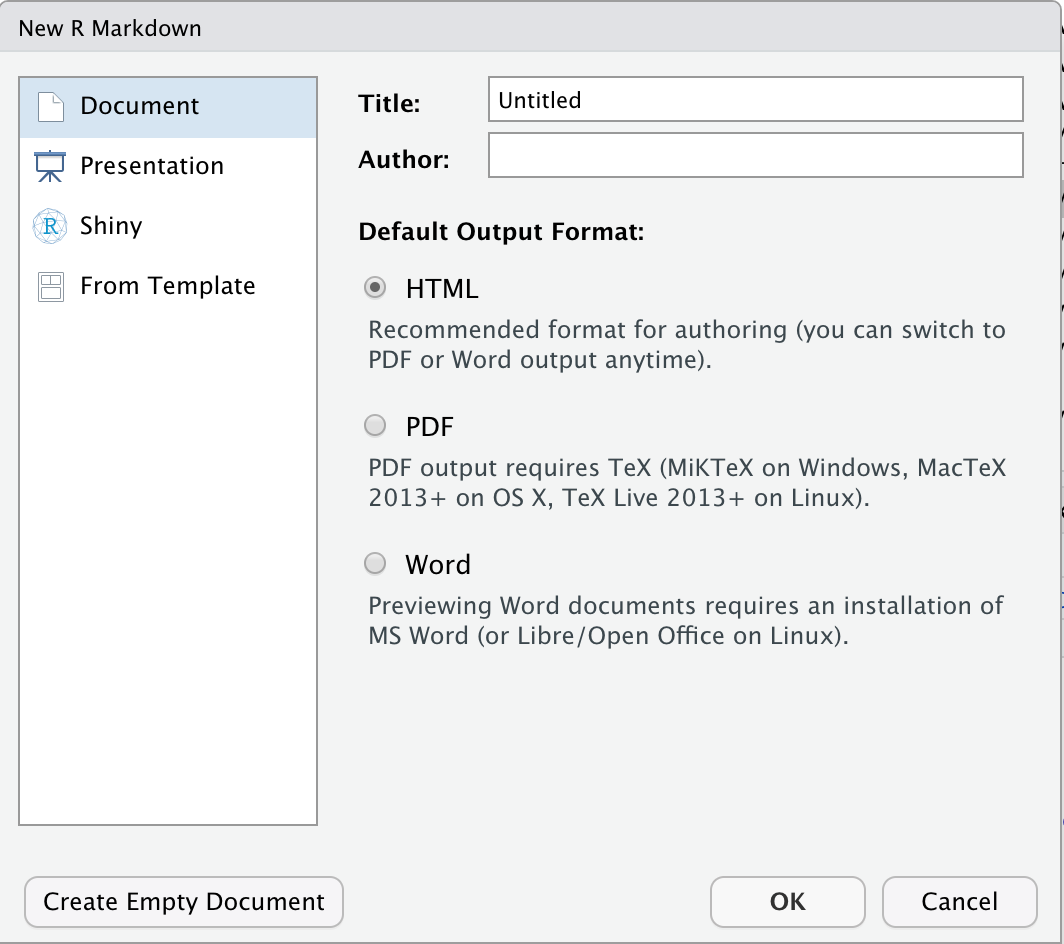 New R Markdown
Document
Presentation
R
Shiny
From Template
Title:
Untitled
Author:
Default Output Format:
HTML
Recommended format for authoring (you can switch to
PDF or Word output anytime).
PDF
PDF output requires TeX (MiKTeX on Windows, MacTeX
2013+ on OS X, TeX Live 2013+ on Linux).
Word
Previewing Word documents requires an installation of
MS Word (or Libre/Open Office on Linux).
Create Empty Document
OK
Cancel